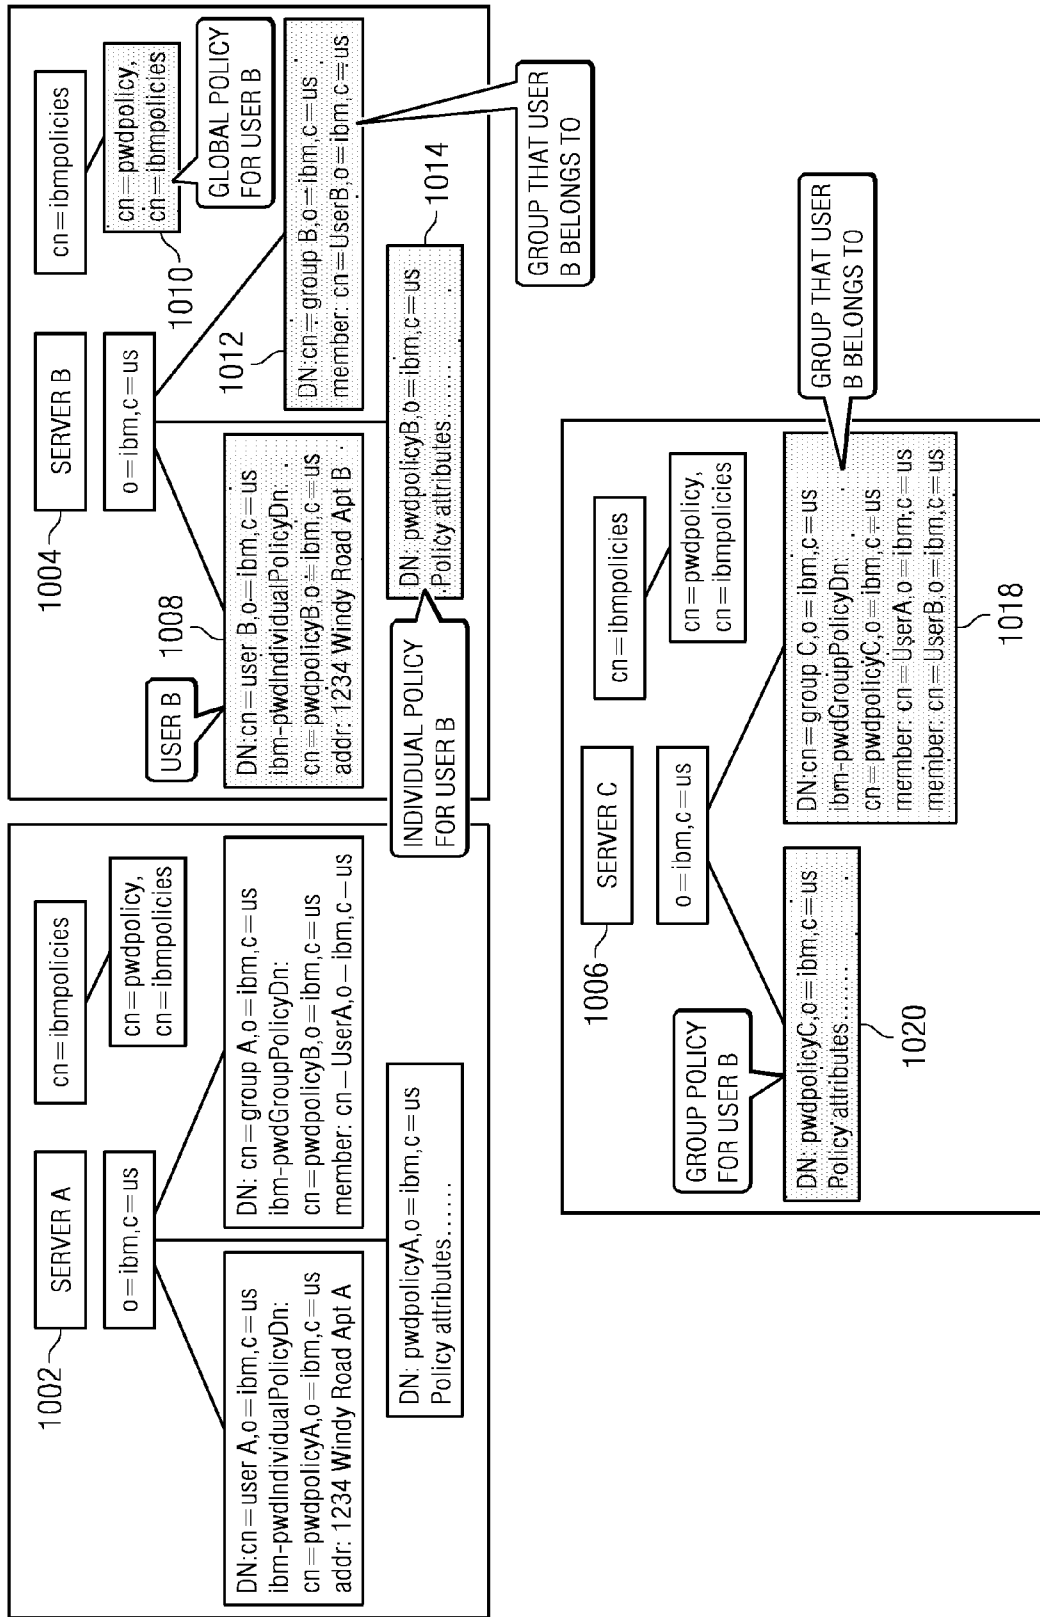 1002
SERVER A
o=ibm,c=us
cn=ibmpolicies
cn=pwdpolicy,
cn=ibmpolicies
DN:cn=user A,o=ibm,c=us
ibm-pwdIndividualPolicyDn:
cn=pwdpolicyA,o=ibm,c=us
addr: 1234 Windy Road Apt A
DN: cn=group A,o=ibm,c=us
ibm-pwdGroupPolicyDn:
cn=pwdpolicyB,o=ibm,c=us
member: cn–UserA,o–ibm,c–us
DN: pwdpolicyA,o=ibm,c=us
Policy attributes......
1004
SERVER B
o=ibm,c=us
cn=ibmpolicies
cn=pwdpolicy,
cn=ibmpolicies
1010
GLOBAL POLICY
FOR USER B
USER B
1008
DN:cn=user B,o=ibm,c=us
ibm-pwdIndividualPolicyDn:
cn=pwdpolicyB,o=ibm,c=us
addr: 1234 Windy Road Apt B
1012
DN:cn=group B,o=ibm,c=us
member: cn=UserB,o=ibm,c=us
INDIVIDUAL POLICY
FOR USER B
DN: pwdpolicyB,o=ibm,c=us
Policy attributes......
1014
GROUP THAT USER
B BELONGS TO
1006
SERVER C
o=ibm,c=us
cn=ibmpolicies
cn=pwdpolicy,
cn=ibmpolicies
GROUP POLICY
FOR USER B
DN: pwdpolicyC,o=ibm,c=us
Policy attributes......
1020
DN:cn=group C,o=ibm,c=us
ibm-pwdGroupPolicyDn:
cn=pwdpolicyC,o=ibm,c=us
member: cn=UserA,o=ibm,c=us
member: cn=UserB,o=ibm,c=us
1018
GROUP THAT USER
B BELONGS TO